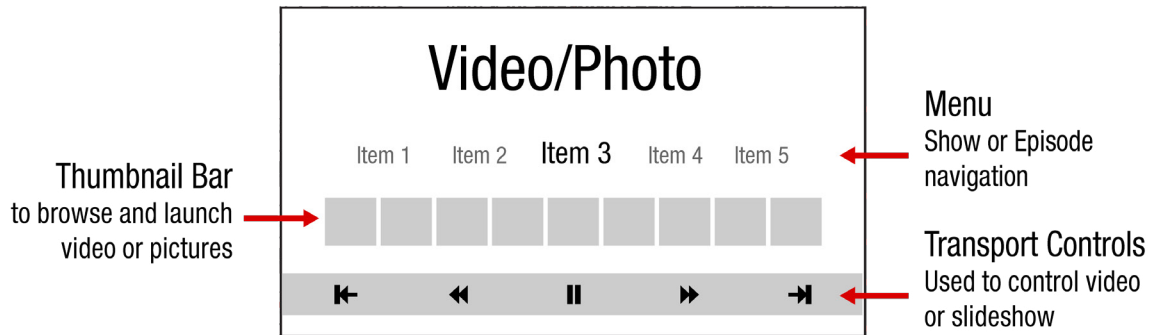 Video/Photo
Item 1 Item 2 Item 3 Item 4 Item 5
Thumbnail Bar
to browse and launch
video or pictures
Menu
Show or Episode
navigation
Transport Controls
Used to control video
or slideshow